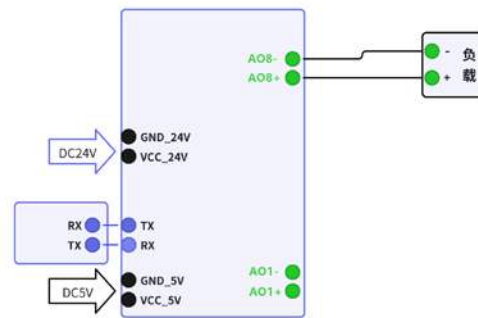 AO8-
AO8+
- 负
+ 载
GND_24V
DC24V
VCC_24V
RX TX
TX RX
AO1-
GND_5V
AO1+
DC5V
VCC_5V